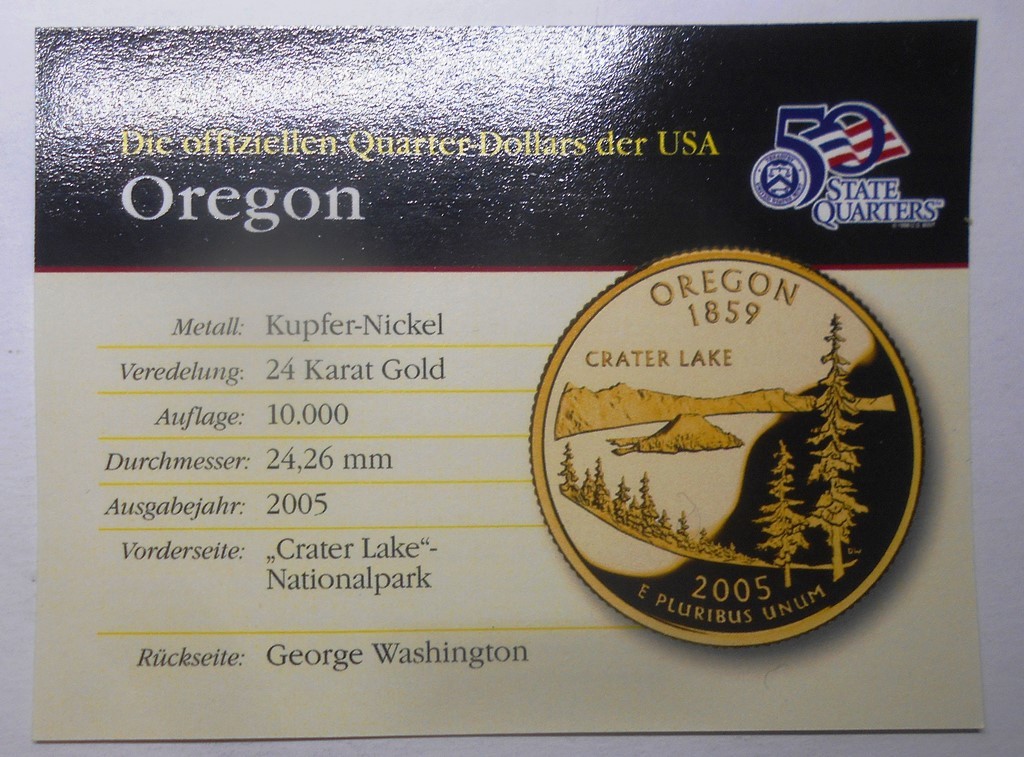 Die offiziellen Quarter-Dollars der USA
Oregon
50
STATE
QUARTERS
Metall: Kupfer-Nickel
Veredelung: 24 Karat Gold
Auflage: 10.000
Durchmesser: 24,26 mm
Ausgabejahr: 2005
Vorderseite: „Crater Lake“-
Nationalpark
Rückseite: George Washington
OREGON
1859
CRATER LAKE
2005
E PLURIBUS UNUM